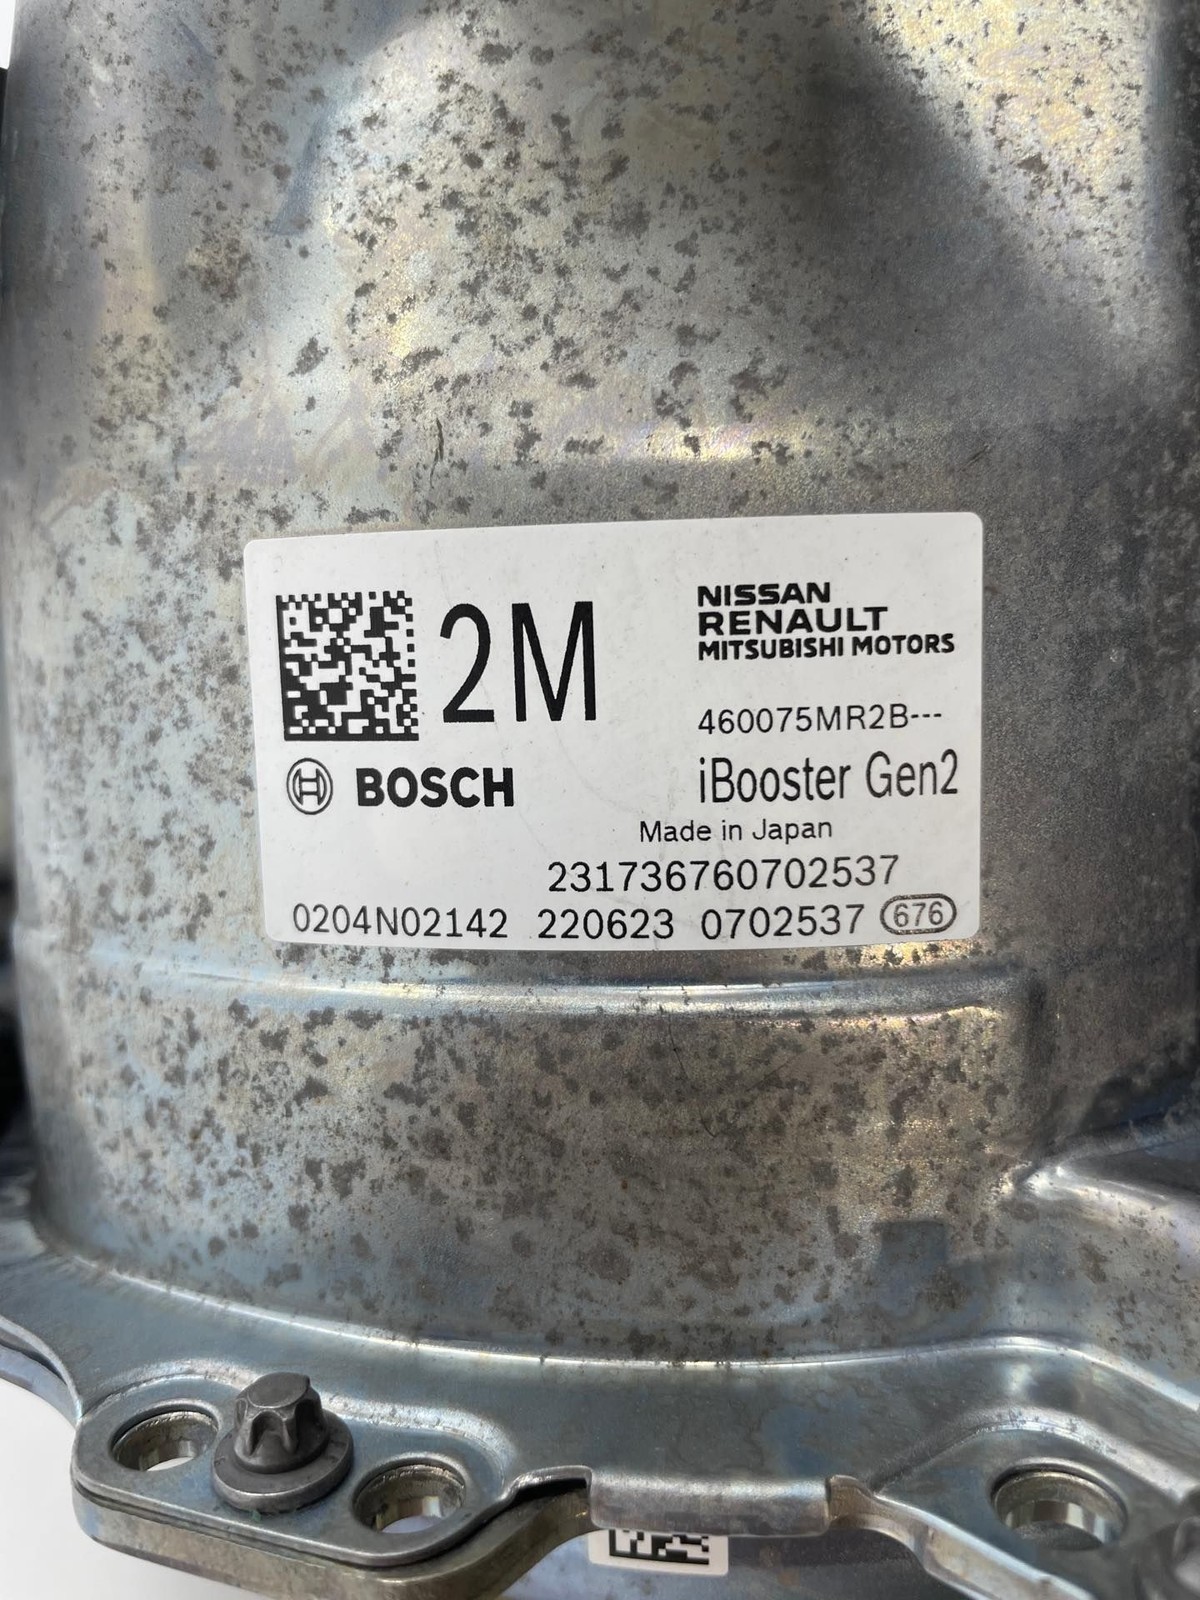 2M
NISSAN
RENAULT
MITSUBISHI MOTORS
460075MR2B---
BOSCH
iBooster Gen2
Made in Japan
231736760702537
0204N02142 220623 0702537 676